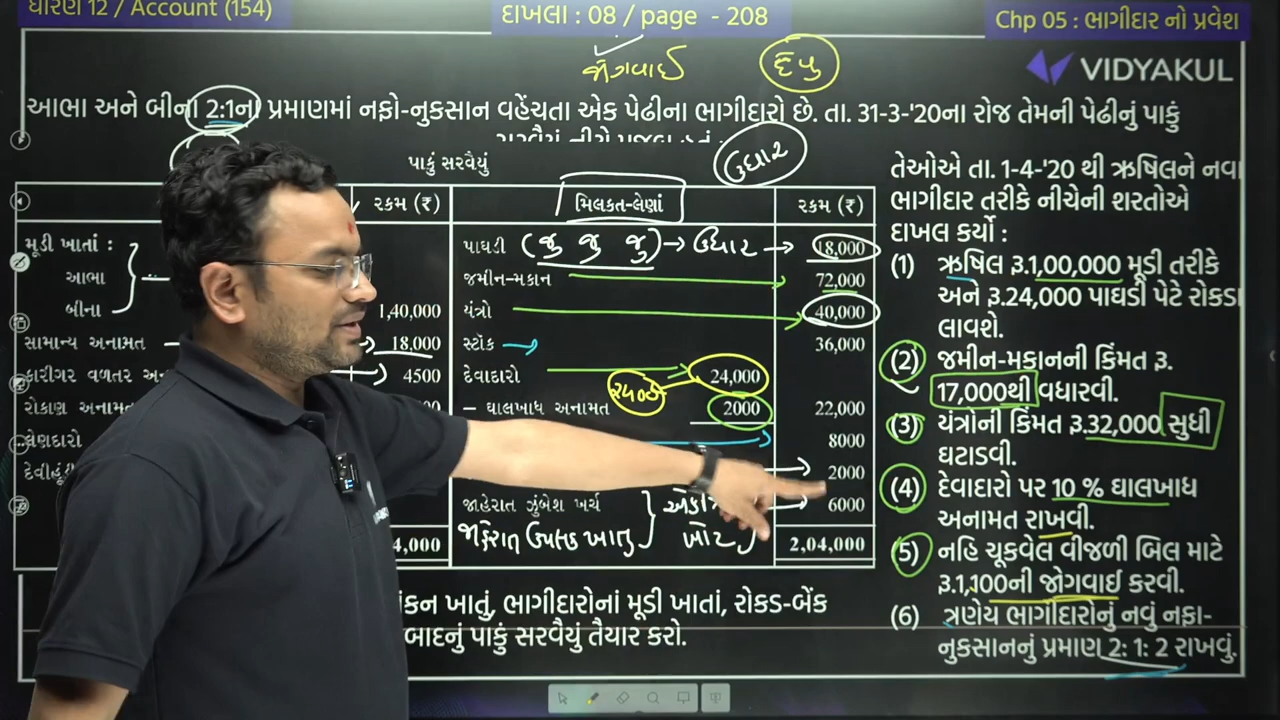 ધોરણ 12 / Account (154)
દાખલા : 08 / page - 208
Chp 05 : ભાગીદાર નો પ્રવેશ
જોગવાઈ
દેપુ
VIDYAKUL
આભા અને બીના 2:1ના પ્રમાણમાં નફો-નુકસાન વહેંચતા એક પેઢીના ભાગીદારો છે. તા. 31-3-'20ના રોજ તેમની પેઢીનું પાકું
સરવૈયું નીચે મુજબ હતું :
પાકું સરવૈયું
ઉધાર
રકમ (₹)
મિલકત-લેણાં
રકમ (₹)
મૂડી ખાતાં :
પાઘડી (જુ જુ જુ) → ઉધાર → 18,000
આભા
જમીન-મકાન 72,000
બીના 1,40,000
યંત્રો 40,000
સામાન્ય અનામત 18,000
સ્ટૉક 36,000
કારીગર વળતર 4500
દેવાદારો 24,000
રોકાણ અનામત
– ઘાલખાધ અનામત 2000 22,000
2400
લેણદારો
8000
દેવીહૂં
2000
જાહેરાત ઝુંબેશ ખર્ચ 6000
જાહેરાત ઉપલક ખાતુ
ખોટ
4,000
2,04,000
ખાતું, ભાગીદારોનાં મૂડી ખાતાં, રોકડ-બેંક
બાદનું પાકું સરવૈયું તૈયાર કરો.
તેઓએ તા. 1-4-'20 થી ઋષિલને નવા
ભાગીદાર તરીકે નીચેની શરતોએ
દાખલ કર્યો :
(1) ઋષિલ રૂ.1,00,000 મૂડી તરીકે
અને રૂ.24,000 પાઘડી પેટે રોકડા
લાવશે.
(2) જમીન-મકાનની કિંમત રૂ.
17,000થી વધારવી.
(3) યંત્રોની કિંમત રૂ.32,000 સુધી
ઘટાડવી.
(4) દેવાદારો પર 10 % ઘાલખાધ
અનામત રાખવી.
(5) નહિ ચૂકવેલ વીજળી બિલ માટે
રૂ.1,100ની જોગવાઈ કરવી.
(6) ત્રણેય ભાગીદારોનું નવું નફા-
નુકસાનનું પ્રમાણ 2: 1: 2 રાખવું.